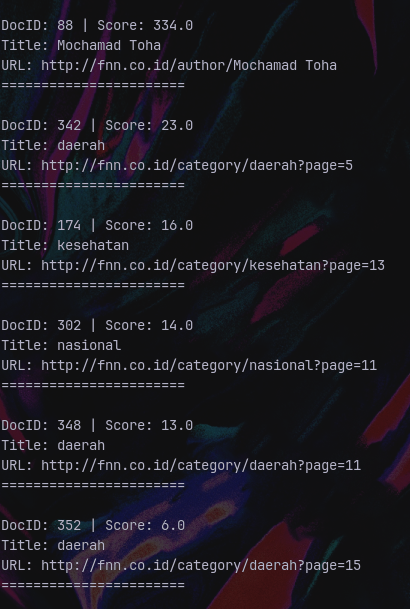 DocID: 88 | Score: 334.0
Title: Mochamad Toha
URL: http://fnn.co.id/author/Mochamad Toha
=======================
DocID: 342 | Score: 23.0
Title: daerah
URL: http://fnn.co.id/category/daerah?page=5
=======================
DocID: 174 | Score: 16.0
Title: kesehatan
URL: http://fnn.co.id/category/kesehatan?page=13
=======================
DocID: 302 | Score: 14.0
Title: nasional
URL: http://fnn.co.id/category/nasional?page=11
=======================
DocID: 348 | Score: 13.0
Title: daerah
URL: http://fnn.co.id/category/daerah?page=11
=======================
DocID: 352 | Score: 6.0
Title: daerah
URL: http://fnn.co.id/category/daerah?page=15
=======================